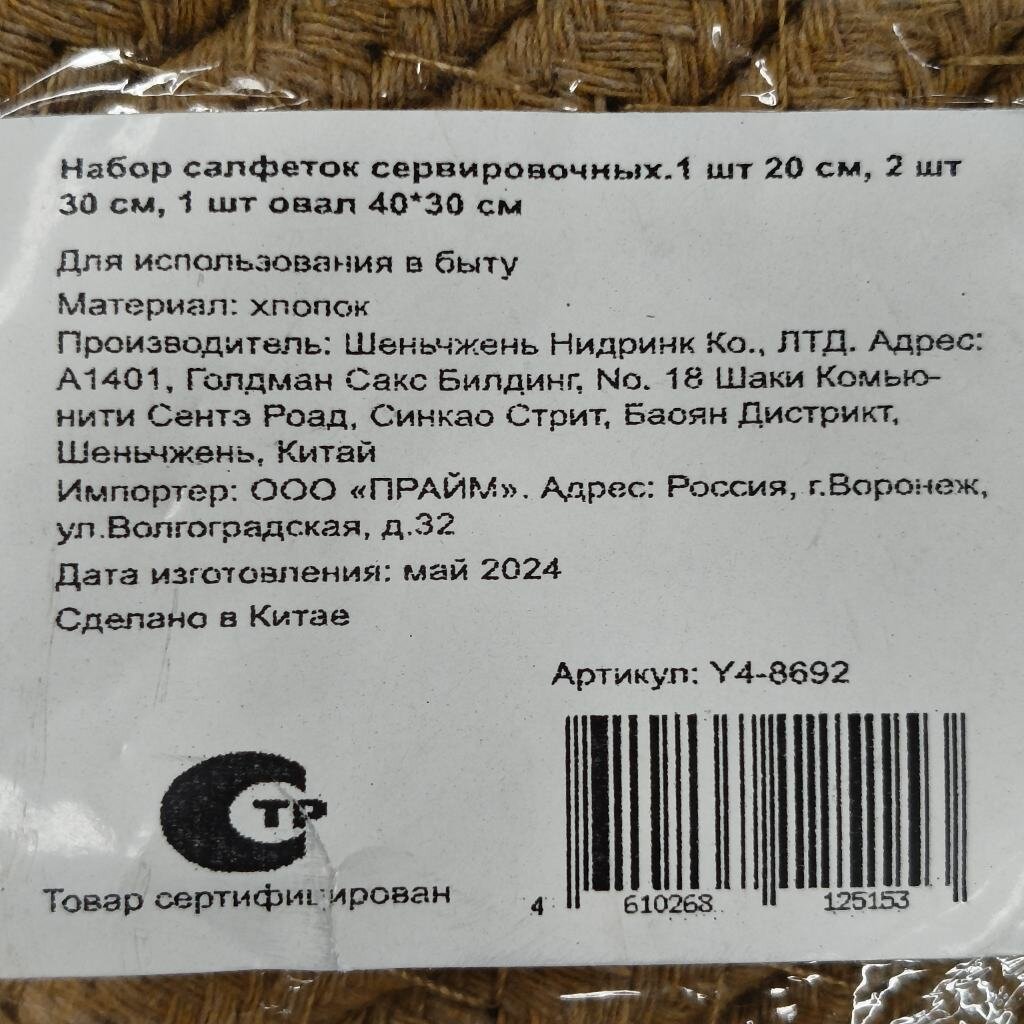 Набор салфеток сервировочных.1 шт 20 см, 2 шт
30 см, 1 шт овал 40*30 см
Для использования в быту
Материал: хлопок
Производитель: Шеньчжень Нидринк Ко., ЛТД. Адрес:
А1401, Голдман Сакс Билдинг, No. 18 Шаки Комью-
нити Сентэ Роад, Синкао Стрит, Баоян Дистрикт,
Шеньчжень, Китай
Импортер: ООО «ПРАЙМ». Адрес: Россия, г.Воронеж,
ул.Волгоградская, д.32
Дата изготовления: май 2024
Сделано в Китае
Артикул: Y4-8692
СТР
Товар сертифицирован
4 610268 125153